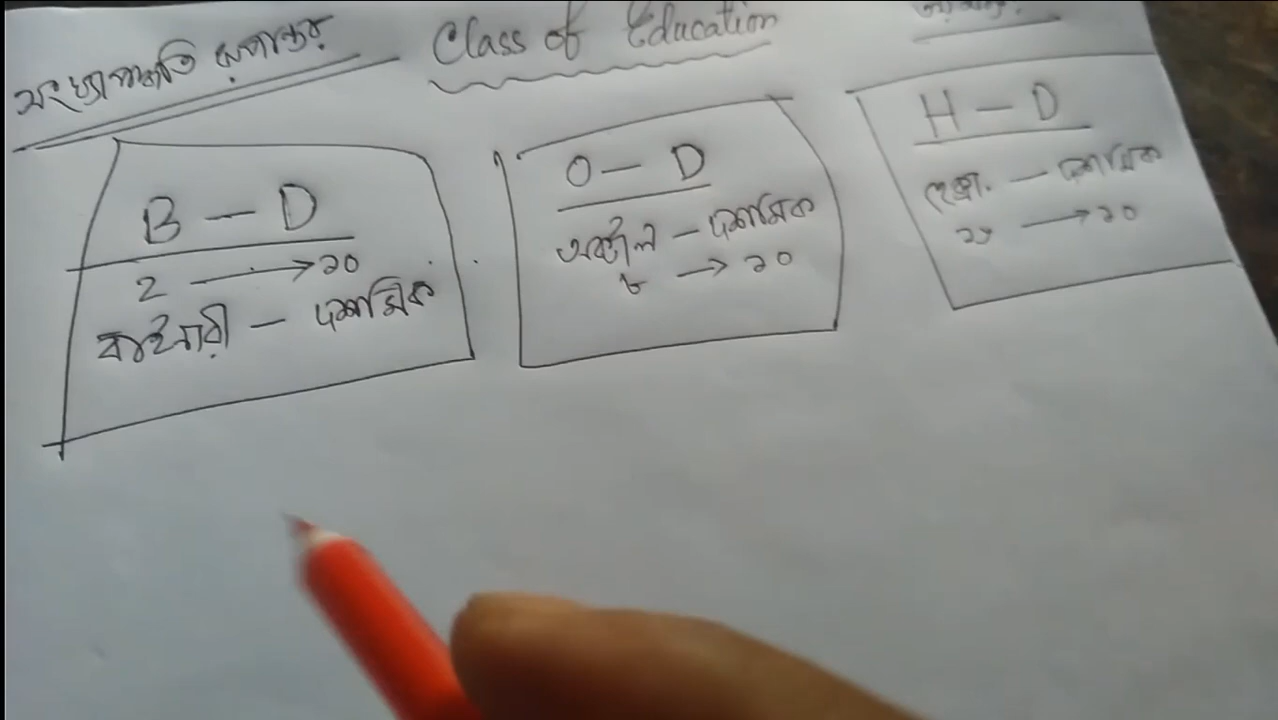 সংখ্যাপদ্ধতি রূপান্তর
Class of Education
B — D
2 → ১০
বাইনারী — দশমিক
O — D
অক্টাল — দশমিক
৮ → ১০
H — D
হেক্সা. — দশমিক
১৬ → ১০